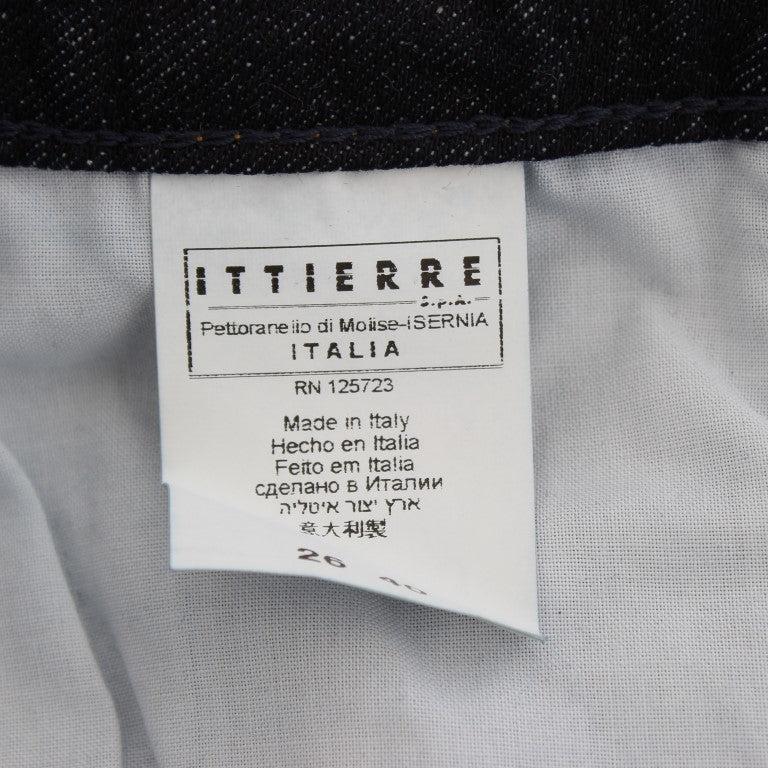 ITTIERRE
S.p.A.
Pettoranello di Molise-ISERNIA
ITALIA
RN 125723
Made in Italy
Hecho en Italia
Feito em Italia
сделано в Италии
ארץ יצור איטליה
意大利製
26